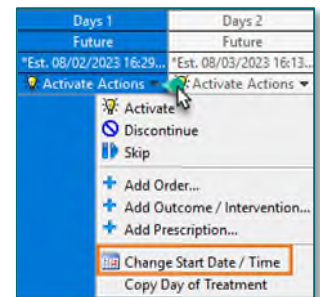 Days 1 Days 2
Future Future
*Est. 08/02/2023 16:29... *Est. 08/03/2023 16:13...
Activate Actions Activate Actions
Activate
Discontinue
Skip
Add Order...
Add Outcome / Intervention...
Add Prescription...
Change Start Date / Time
Copy Day of Treatment